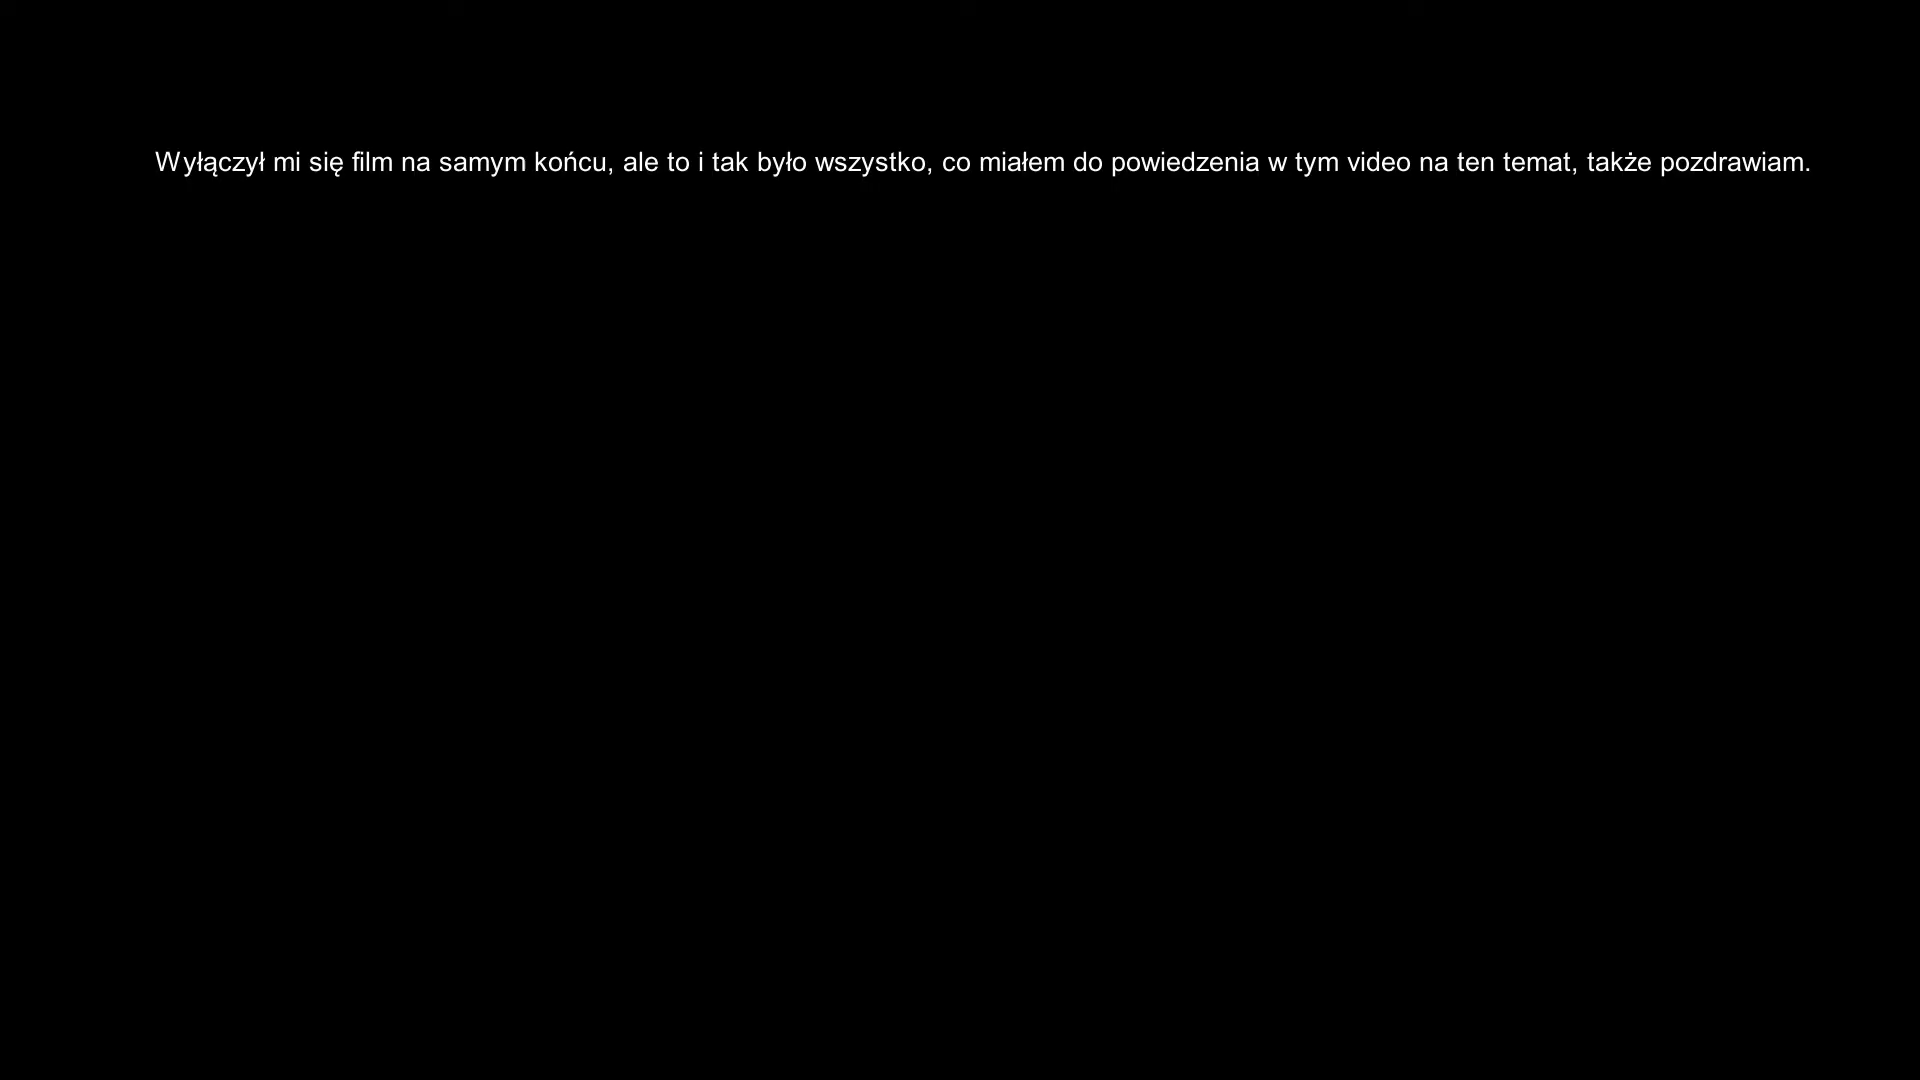 Wyłączył mi się film na samym końcu, ale to i tak było wszystko, co miałem do powiedzenia w tym video na ten temat, także pozdrawiam.